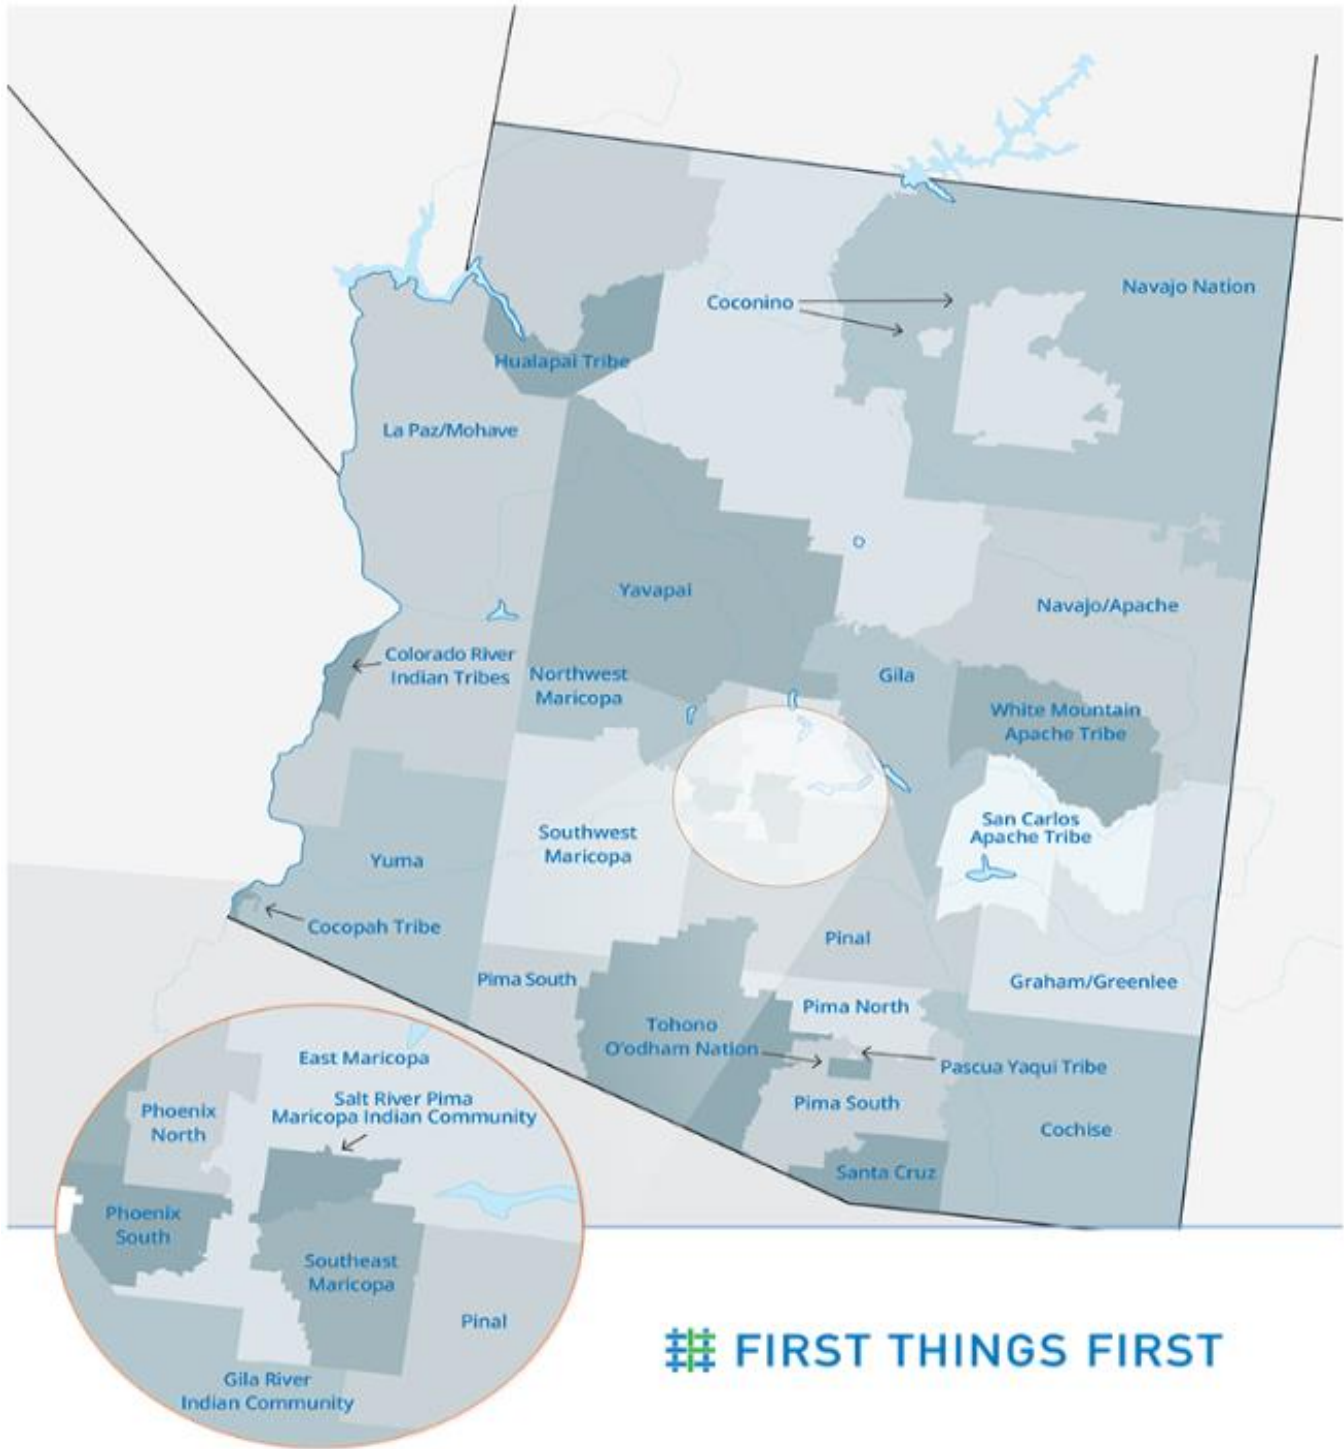 Navajo Nation
Coconino
Hualapai Tribe
La Paz/Mohave
Yavapai
Navajo/Apache
Colorado River
Indian Tribes
Northwest
Maricopa
Gila
White Mountain
Apache Tribe
San Carlos
Apache Tribe
Southwest
Maricopa
Yuma
Cocopah Tribe
Pinal
Pima South
Graham/Greenlee
Pima North
Tohono
O'odham Nation
Pascua Yaqui Tribe
Pima South
Cochise
Santa Cruz
East Maricopa
Salt River Pima
Maricopa Indian Community
Phoenix
North
Phoenix
South
Southeast
Maricopa
Pinal
Gila River
Indian Community
FIRST THINGS FIRST